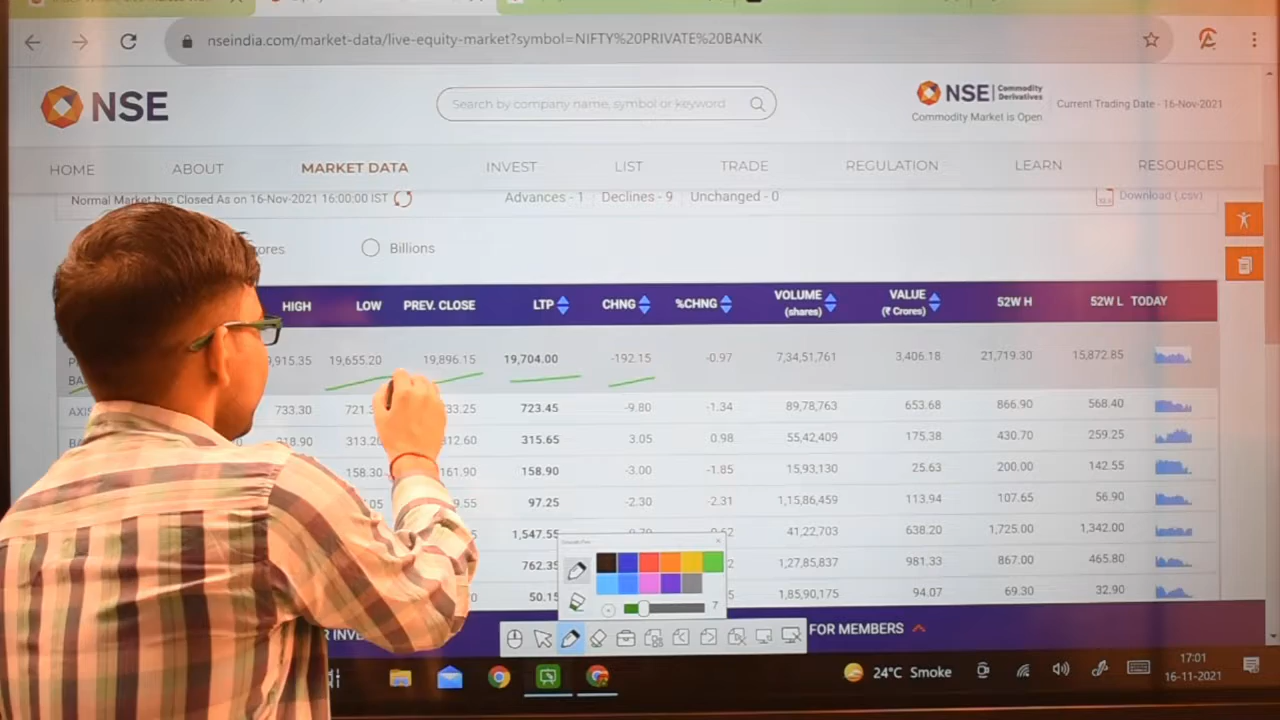 nseindia.com/market-data/live-equity-market?symbol=NIFTY%20PRIVATE%20BANK
NSE
Search by company name, symbol or keyword
NSE Commodity Derivatives
Commodity Market is Open
Current Trading Date - 16-Nov-2021
HOME ABOUT MARKET DATA INVEST LIST TRADE REGULATION LEARN RESOURCES
Normal Market has Closed As on 16-Nov-2021 16:00:00 IST Advances - 1 Declines - 9 Unchanged - 0 Download (.csv)
Billions
HIGH LOW PREV. CLOSE LTP CHNG %CHNG VOLUME (shares) VALUE (₹ Crores) 52W H 52W L TODAY
19,655.20 19,896.15 19,704.00 -192.15 -0.97 7,34,51,761 3,406.18 21,719.30 15,872.85
733.30 723.45 -9.80 -1.34 89,78,763 653.68 866.90 568.40
315.65 3.05 0.98 55,42,409 175.38 430.70 259.25
158.30 161.90 158.90 -3.00 -1.85 15,93,130 25.63 200.00 142.55
97.25 -2.30 -2.31 1,15,86,459 113.94 107.65 56.90
1,547.55 41,22,703 638.20 1,725.00 1,342.00
762.35 1,27,85,837 981.33 867.00 465.80
50.15 1,85,90,175 94.07 69.30 32.90
7
FOR MEMBERS
24°C Smoke
17:01
16-11-2021